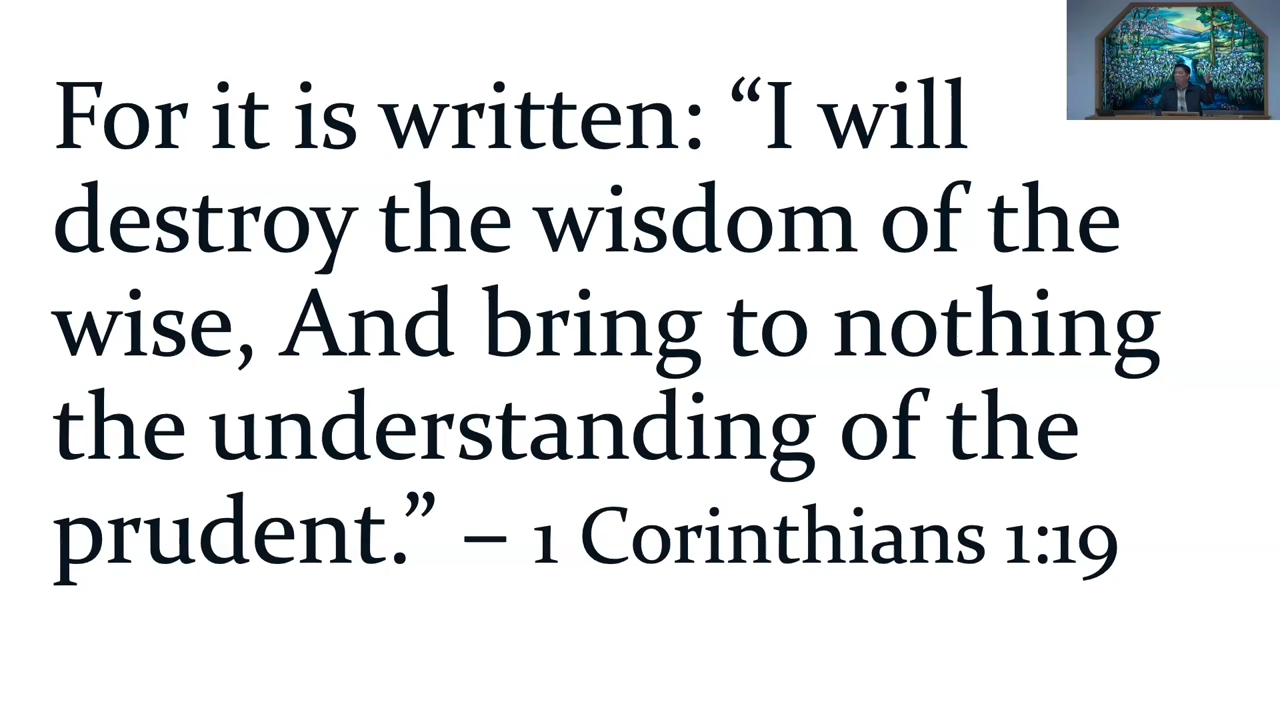 For it is written: “I will
destroy the wisdom of the
wise, And bring to nothing
the understanding of the
prudent.” – 1 Corinthians 1:19